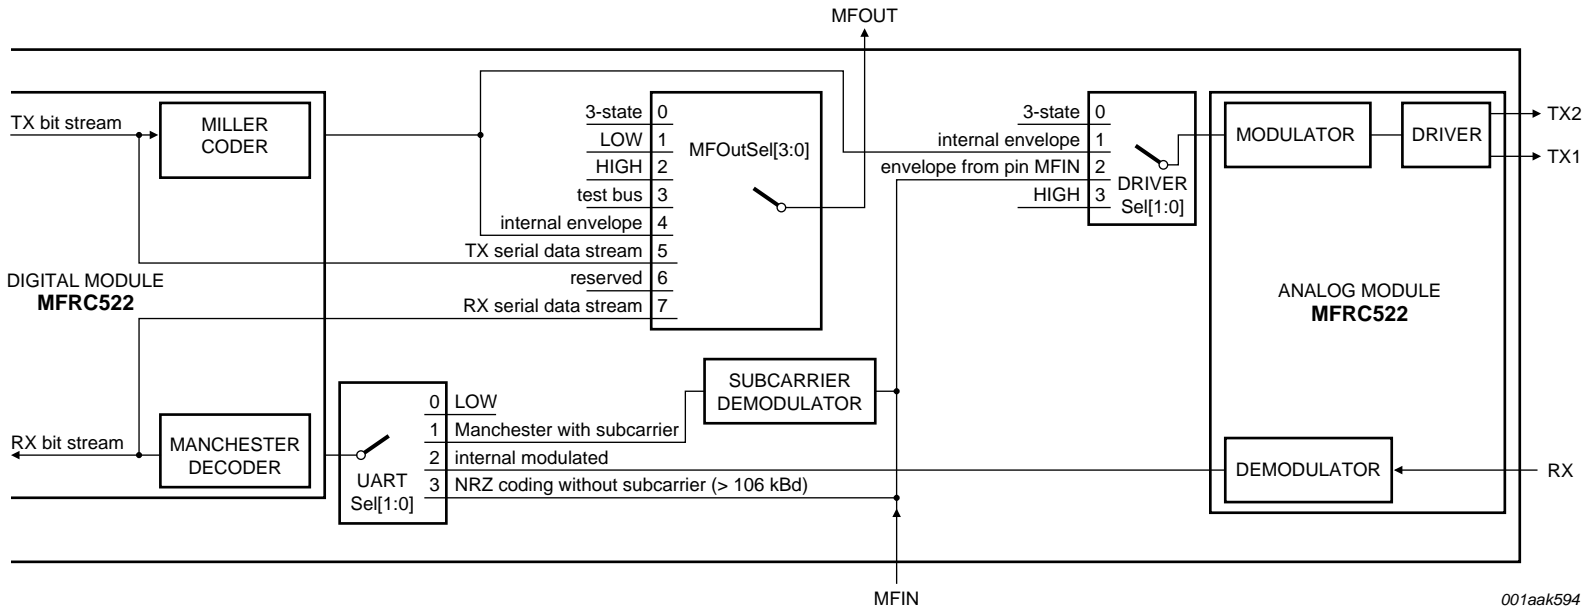 MFOUT
TX bit stream
MILLER
CODER
3-state 0
LOW 1
HIGH 2
test bus 3
internal envelope 4
TX serial data stream 5
reserved 6
RX serial data stream 7
MFOutSel[3:0]
3-state 0
internal envelope 1
envelope from pin MFIN 2
HIGH 3
DRIVER
Sel[1:0]
MODULATOR
DRIVER
TX2
TX1
DIGITAL MODULE
MFRC522
ANALOG MODULE
MFRC522
SUBCARRIER
DEMODULATOR
RX bit stream
MANCHESTER
DECODER
UART
Sel[1:0]
0 LOW
1 Manchester with subcarrier
2 internal modulated
3 NRZ coding without subcarrier (> 106 kBd)
DEMODULATOR
RX
MFIN
001aak594